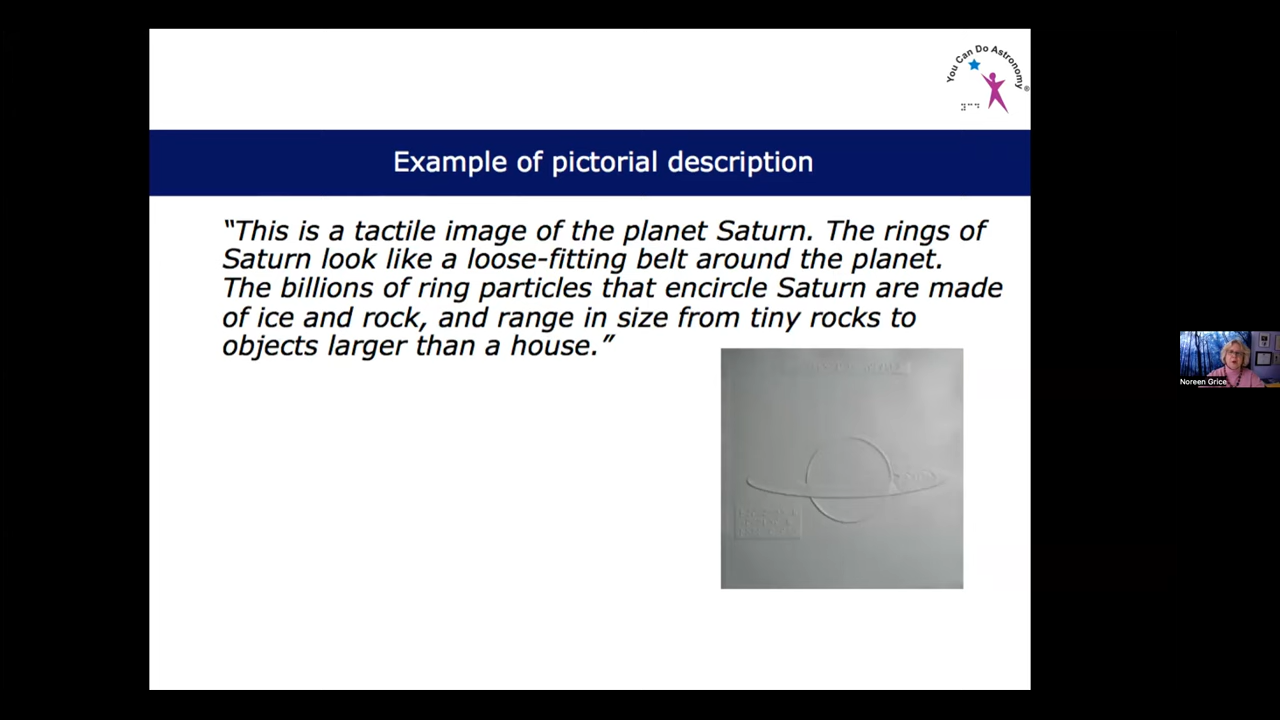 You Can Do Astronomy®
Example of pictorial description
“This is a tactile image of the planet Saturn. The rings of
Saturn look like a loose-fitting belt around the planet.
The billions of ring particles that encircle Saturn are made
of ice and rock, and range in size from tiny rocks to
objects larger than a house.”
Noreen Grice